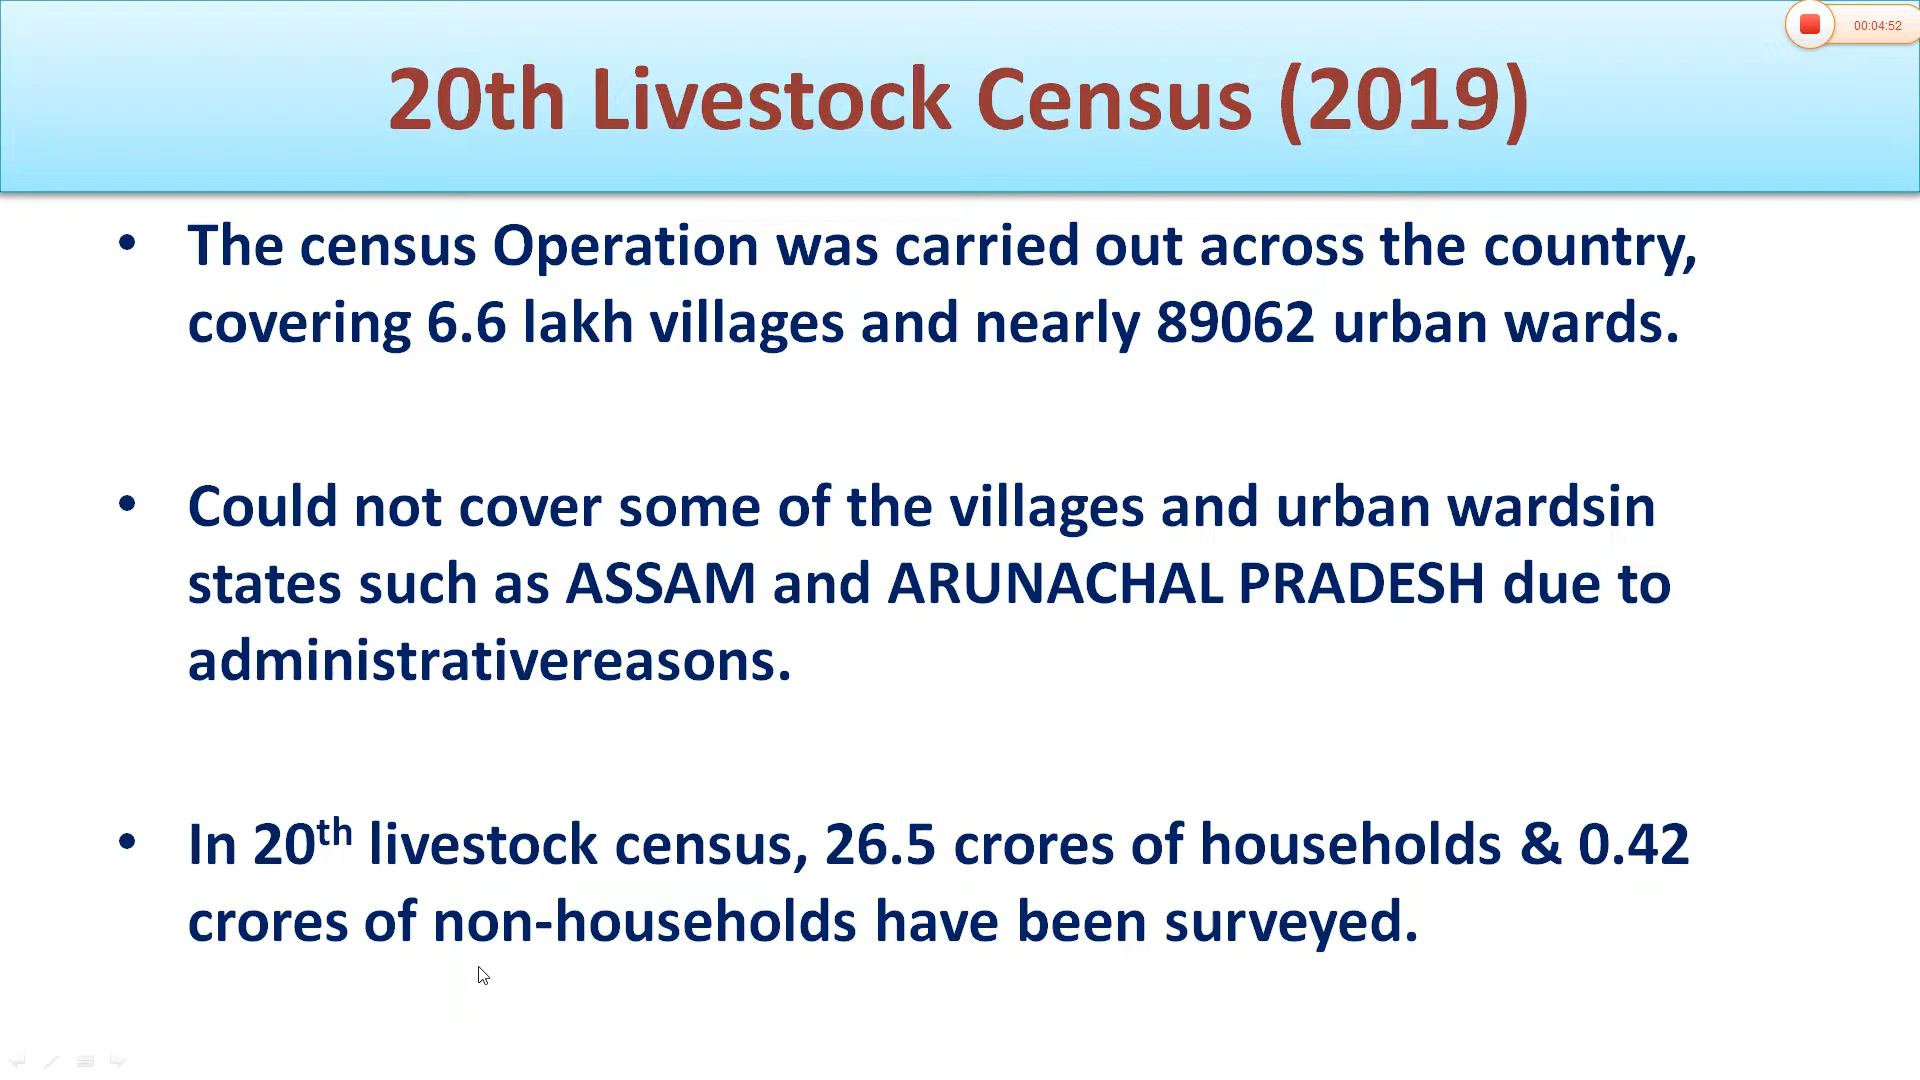 00:04:52
20th Livestock Census (2019)
• The census Operation was carried out across the country,
covering 6.6 lakh villages and nearly 89062 urban wards.
• Could not cover some of the villages and urban wardsin
states such as ASSAM and ARUNACHAL PRADESH due to
administrativereasons.
• In 20th livestock census, 26.5 crores of households & 0.42
crores of non-households have been surveyed.